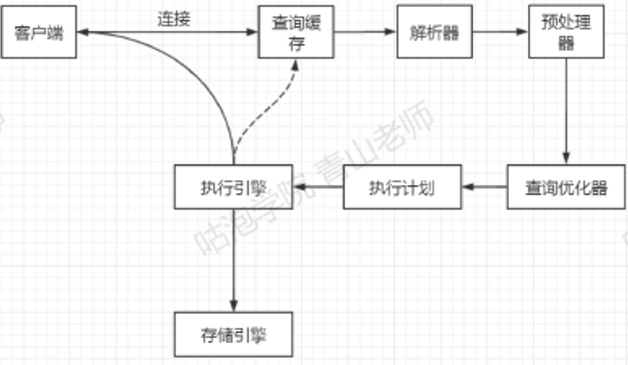 连接
客户端
查询缓
存
解析器
预处理
器
执行引擎
执行计划
查询优化器
存储引擎
咕泡学院 青山老师